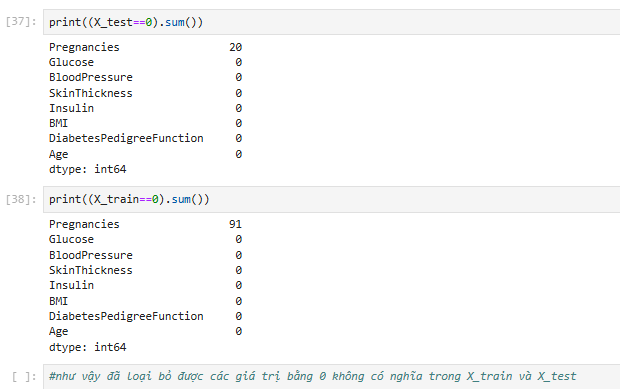 [37]: print((X_test==0).sum())
Pregnancies 20
Glucose 0
BloodPressure 0
SkinThickness 0
Insulin 0
BMI 0
DiabetesPedigreeFunction 0
Age 0
dtype: int64
[38]: print((X_train==0).sum())
Pregnancies 91
Glucose 0
BloodPressure 0
SkinThickness 0
Insulin 0
BMI 0
DiabetesPedigreeFunction 0
Age 0
dtype: int64
[ ]: #như vậy đã loại bỏ được các giá trị bằng 0 không có nghĩa trong X_train và X_test